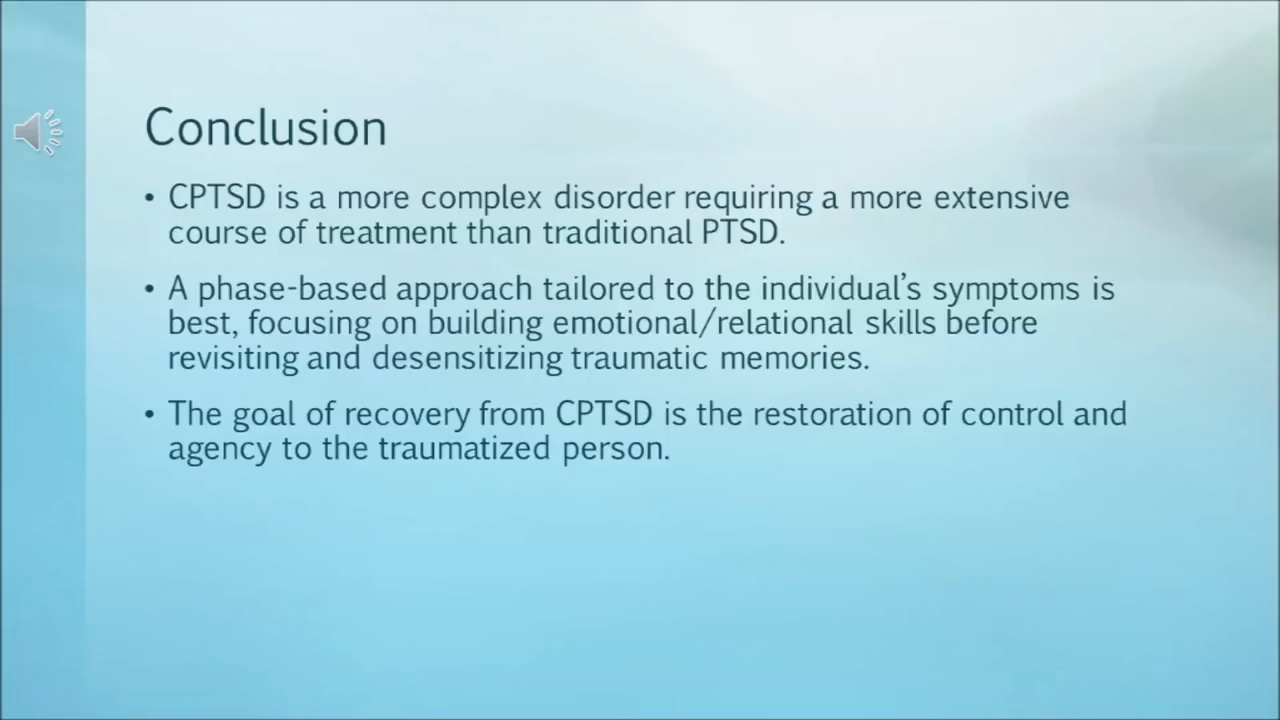 Conclusion
• CPTSD is a more complex disorder requiring a more extensive
course of treatment than traditional PTSD.
• A phase-based approach tailored to the individual’s symptoms is
best, focusing on building emotional/relational skills before
revisiting and desensitizing traumatic memories.
• The goal of recovery from CPTSD is the restoration of control and
agency to the traumatized person.